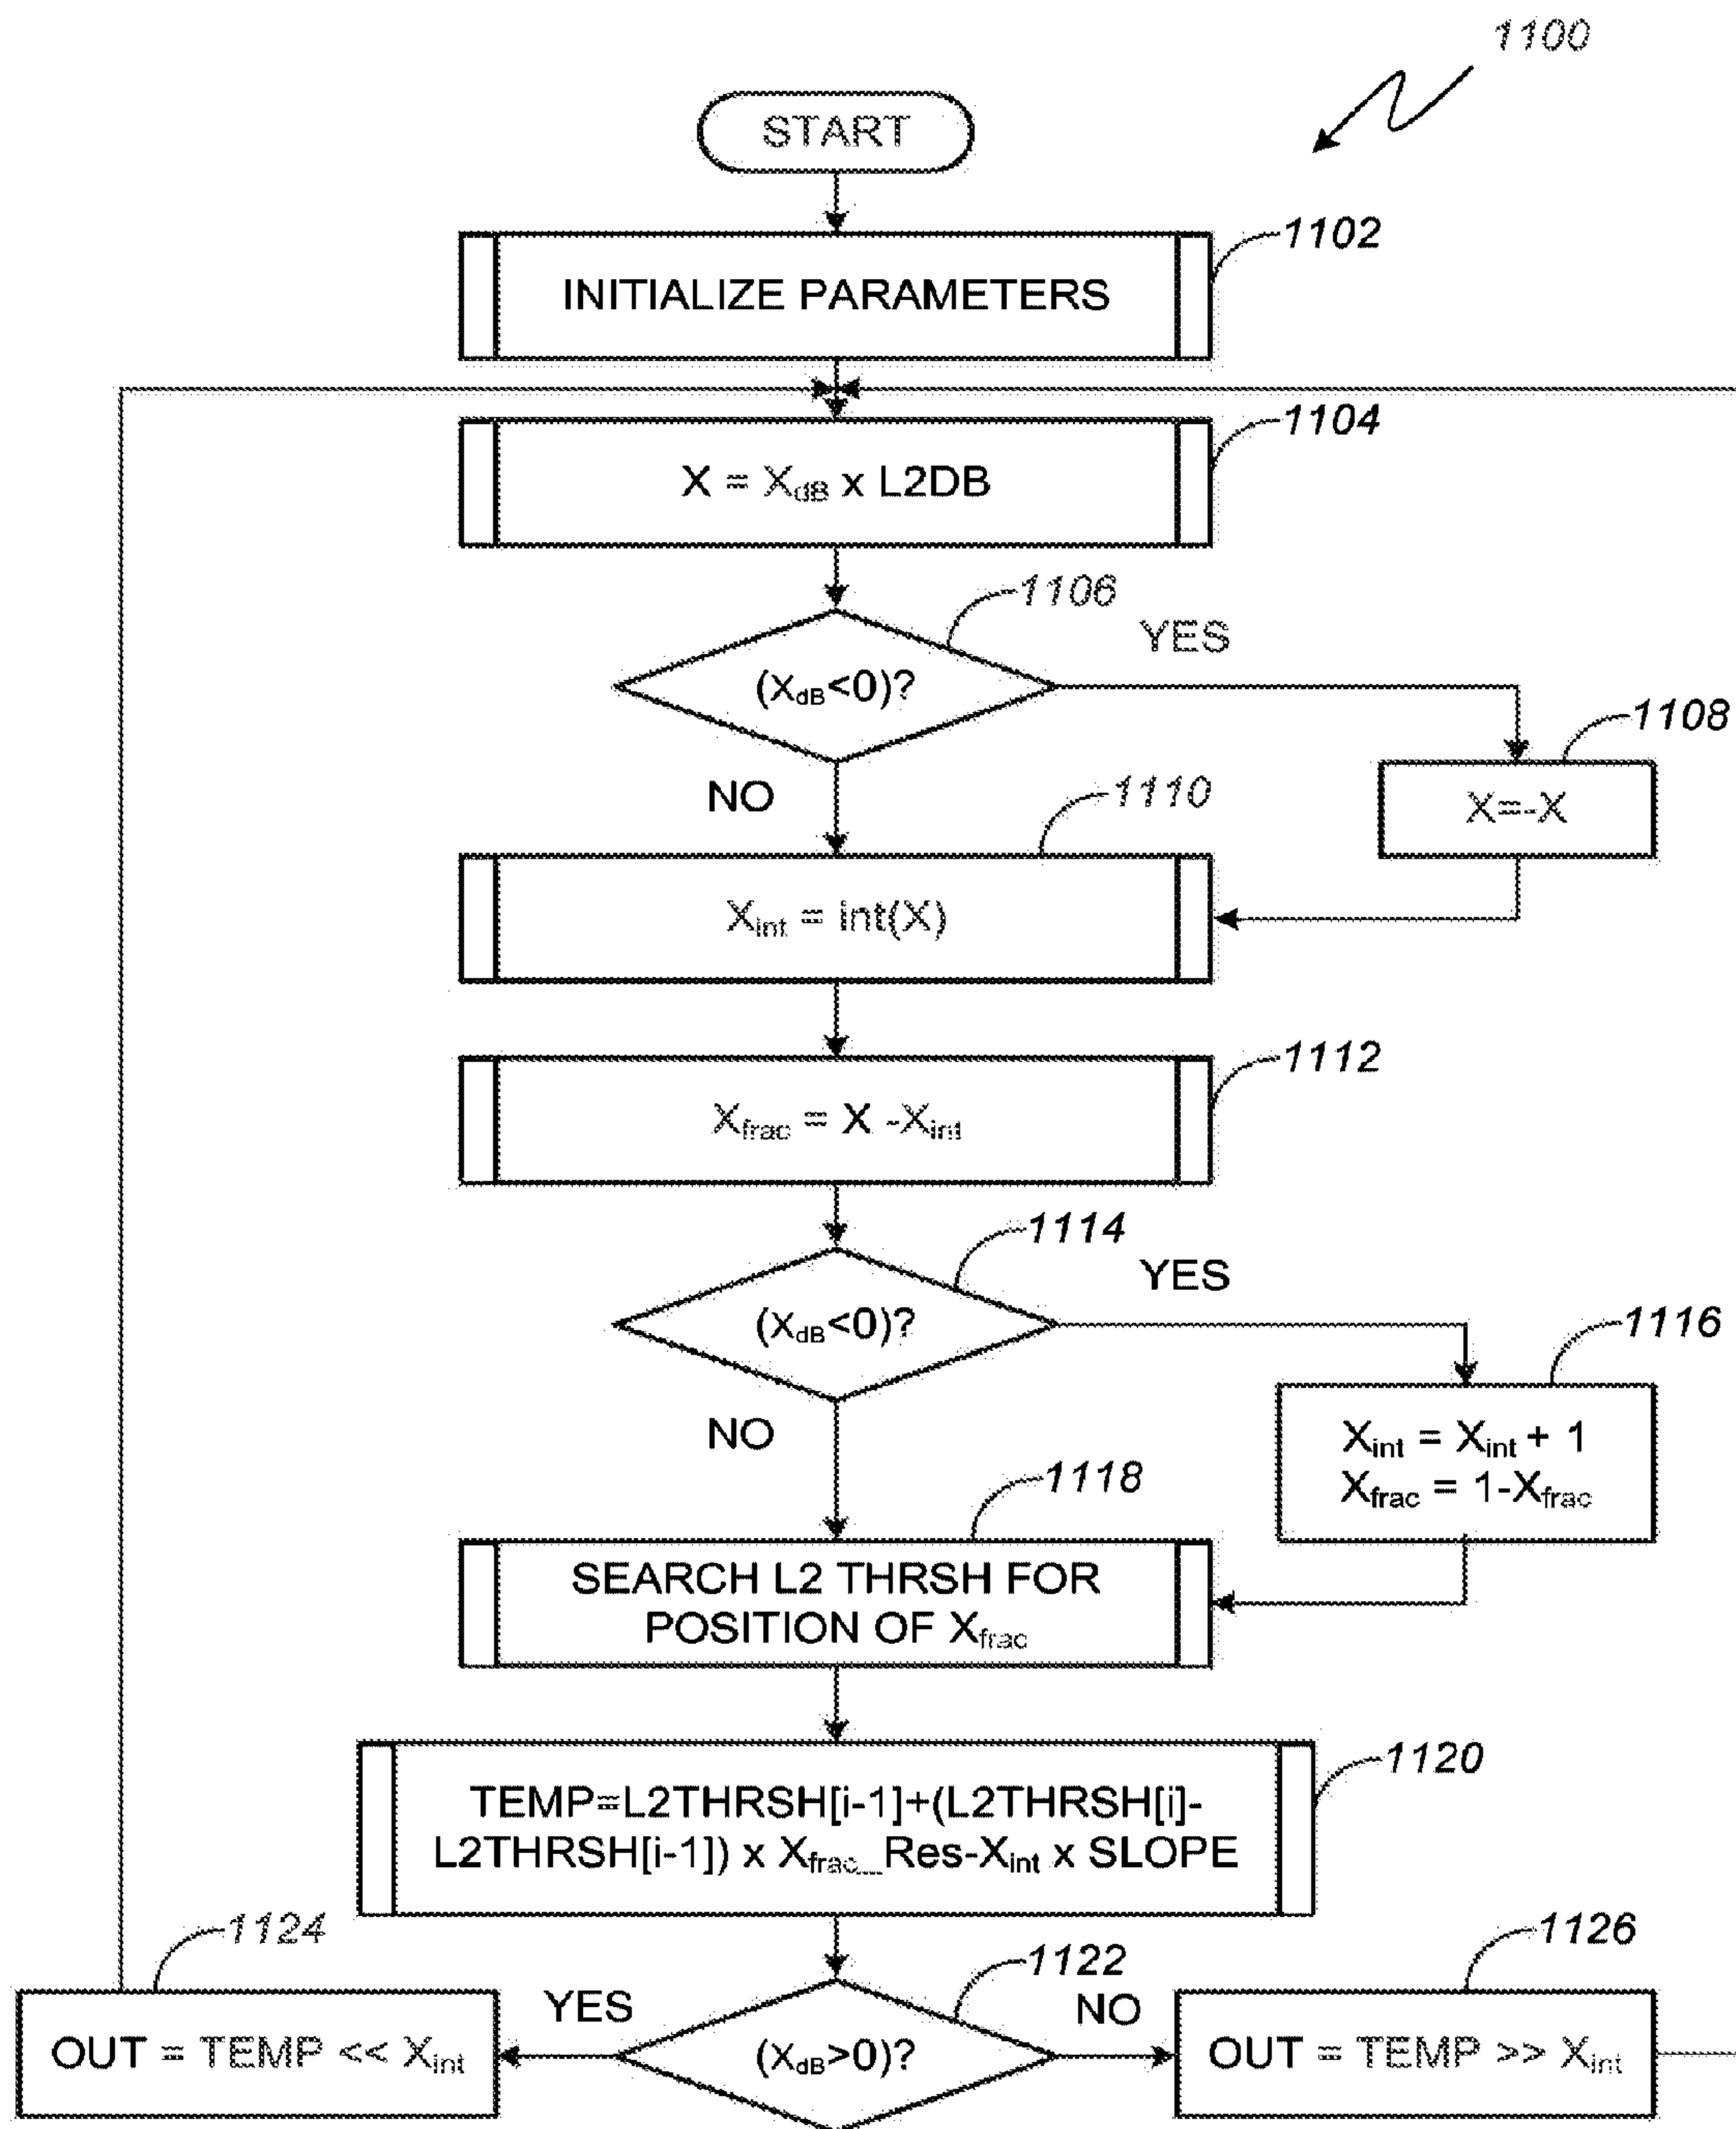 1100
START
1102
INITIALIZE PARAMETERS
1104
X = XdB x L2DB
1106
YES
(XdB<0)?
1108
NO
X=-X
1110
Xint = int(X)
1112
Xfrac = X -Xint
1114
YES
(XdB<0)?
1116
NO
Xint = Xint + 1
Xfrac = 1-Xfrac
1118
SEARCH L2 THRSH FOR
POSITION OF Xfrac
1120
TEMP=L2THRSH[i-1]+(L2THRSH[i]-
L2THRSH[i-1]) x Xfrac_Res-Xint x SLOPE
1124
1122
1126
YES
NO
OUT = TEMP << Xint
(XdB>0)?
OUT = TEMP >> Xint